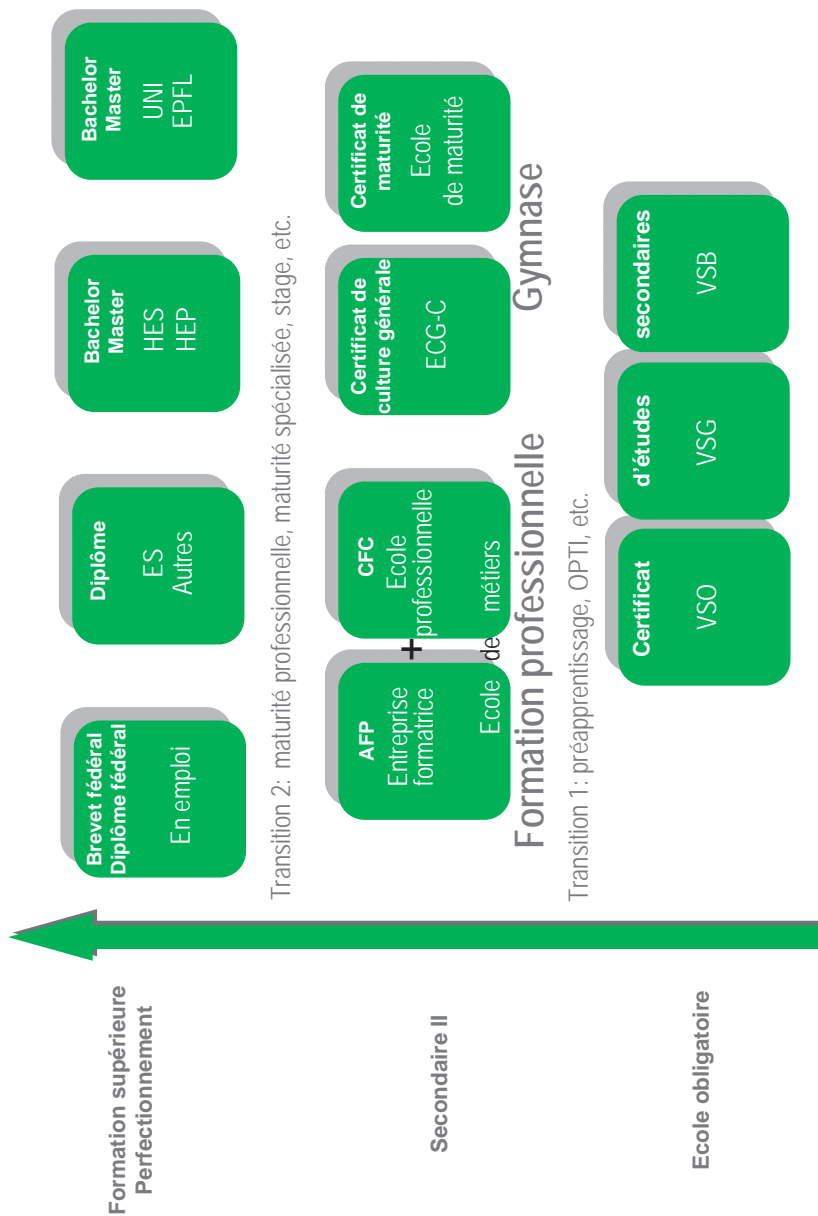 Formation supérieure
Perfectionnement
Brevet fédéral
Diplôme fédéral
En emploi
Diplôme
ES
Autres
Bachelor
Master
HES
HEP
Bachelor
Master
UNI
EPFL
Transition 2: maturité professionnelle, maturité spécialisée, stage, etc.
Secondaire II
AFP
Entreprise
formatrice
+
CFC
Ecole
professionnelle
Ecole de métiers
Certificat de
culture générale
ECG-C
Certificat de
maturité
Ecole
de maturité
Formation professionnelle
Gymnase
Transition 1: préapprentissage, OPTI, etc.
Ecole obligatoire
Certificat
VSO
d'études
VSG
secondaires
VSB